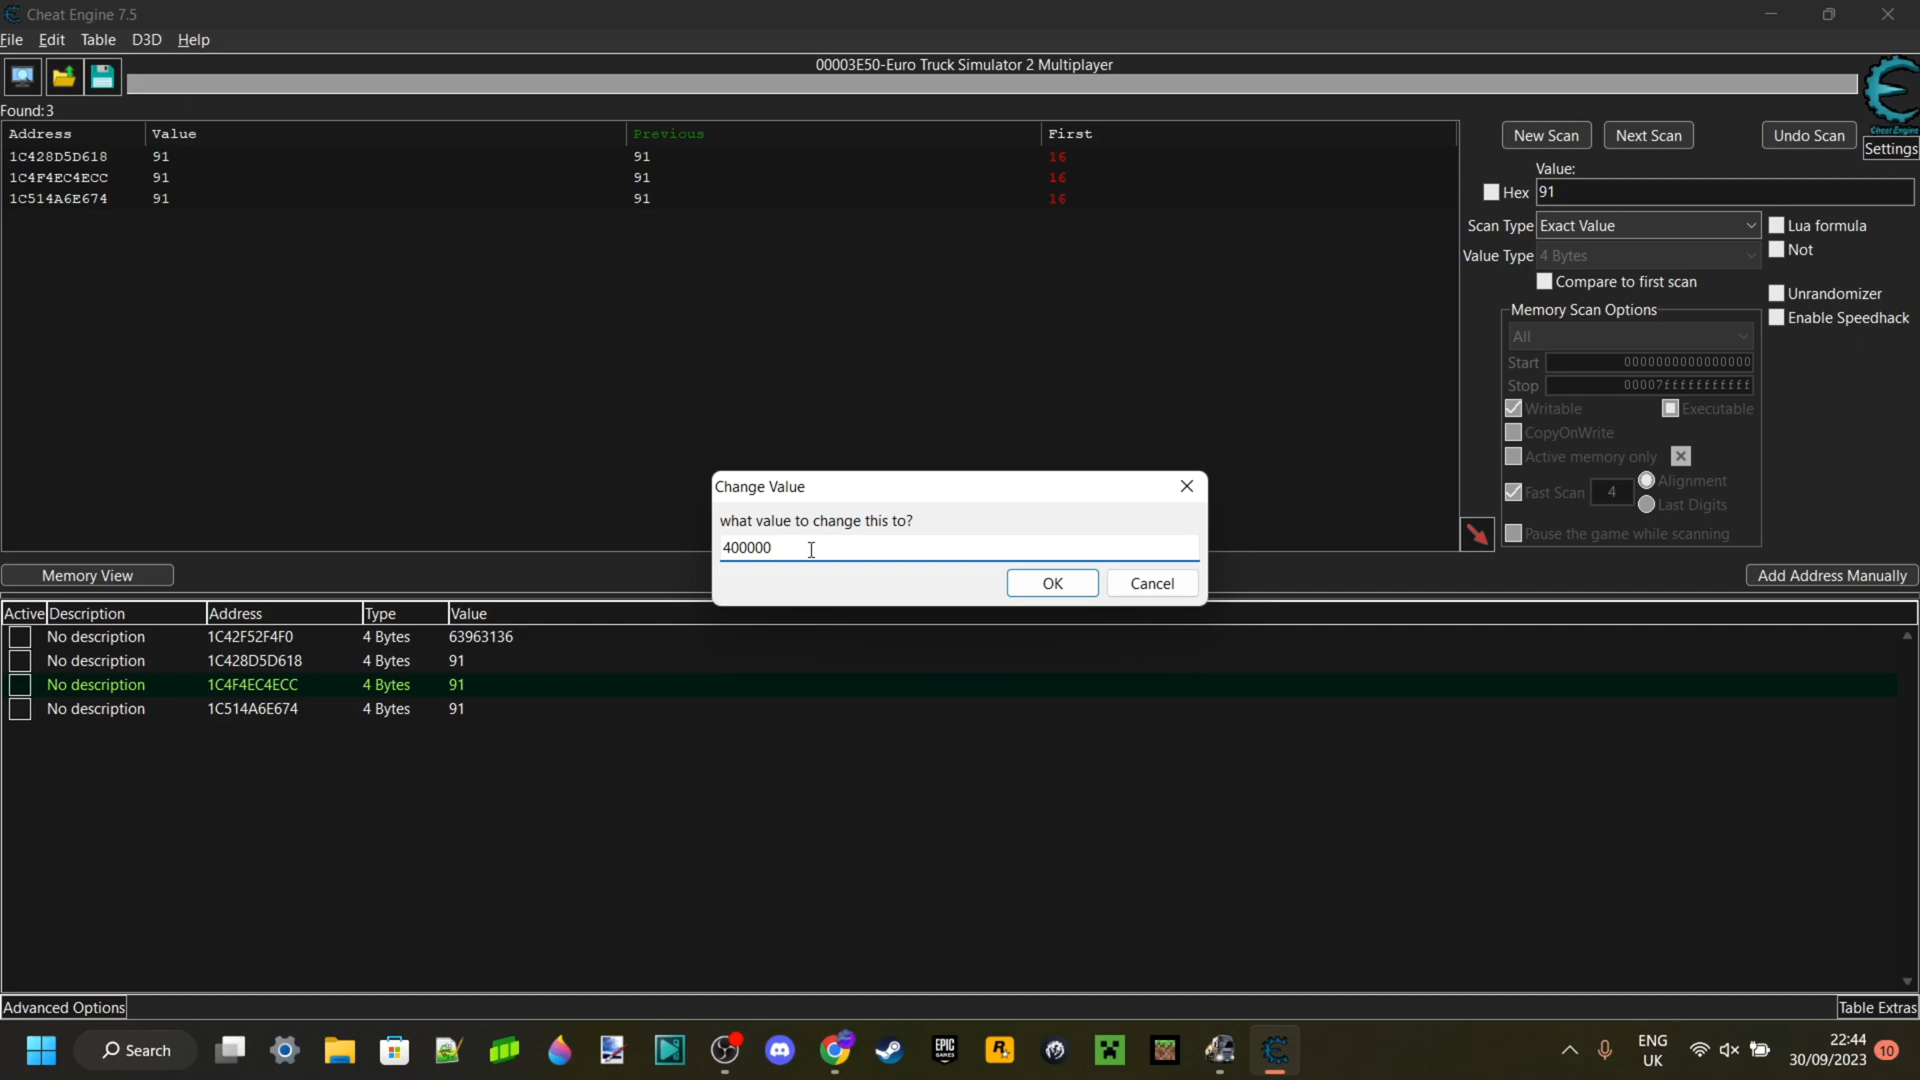 Cheat Engine 7.5
File Edit Table D3D Help
00003E50-Euro Truck Simulator 2 Multiplayer
Found:3
Address Value Previous First
1C428D5D618 91 91 16
1C4F4EC4ECC 91 91 16
1C514A6E674 91 91 16
New Scan Next Scan Undo Scan
Cheat Engine
Settings
Value:
Hex 91
Scan Type Exact Value Lua formula
Not
Value Type 4 Bytes
Compare to first scan
Unrandomizer
Enable Speedhack
Memory Scan Options
All
Start 0000000000000000
Stop 00007fffffffffff
Writable Executable
CopyOnWrite
Active memory only
Fast Scan 4 Alignment
Last Digits
Pause the game while scanning
Change Value
what value to change this to?
400000
OK Cancel
Memory View Add Address Manually
Active Description Address Type Value
No description 1C42F52F4F0 4 Bytes 63963136
No description 1C428D5D618 4 Bytes 91
No description 1C4F4EC4ECC 4 Bytes 91
No description 1C514A6E674 4 Bytes 91
Advanced Options Table Extras
Search
EPIC
GAMES
R
ENG
UK
22:44
30/09/2023
10